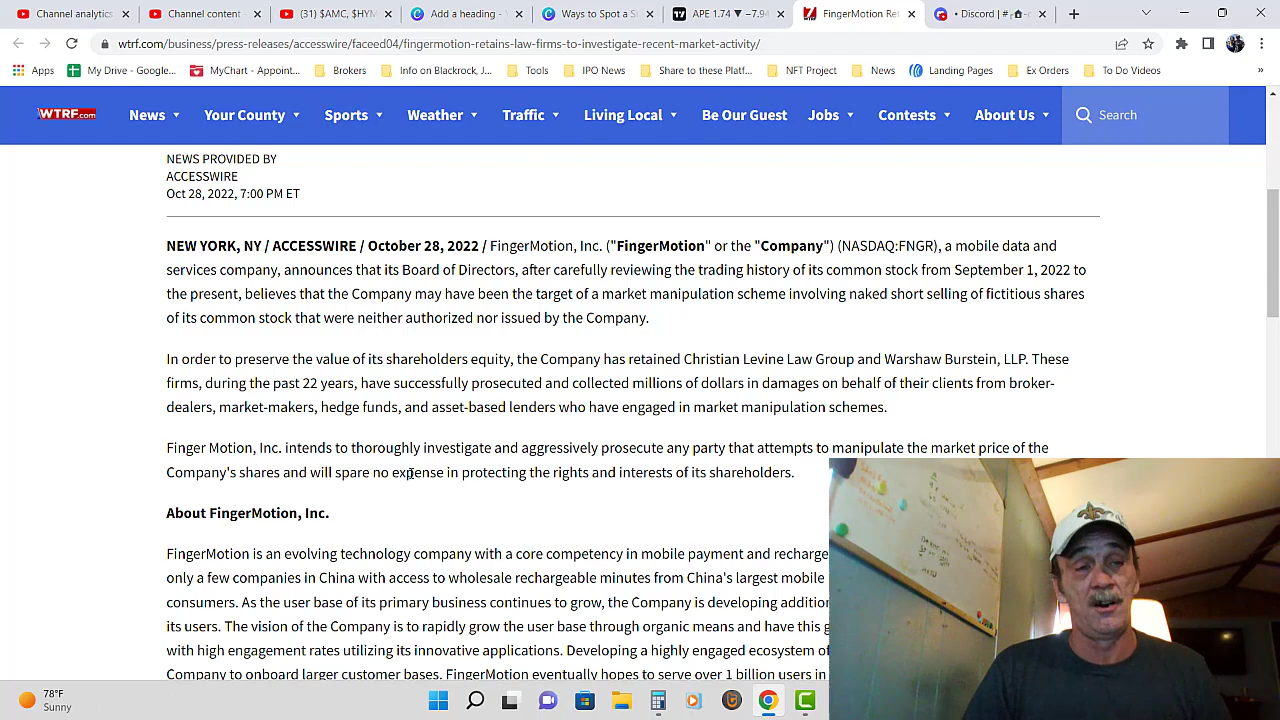 Channel analytics
Channel content -
(31) $AMC, $HYM
Add a heading -
Ways to Spot a S
APE 1.74 ▼ −7.94
FingerMotion Ret
• Discord | #
wtrf.com/business/press-releases/accesswire/faceed04/fingermotion-retains-law-firms-to-investigate-recent-market-activity/
Apps
My Drive - Google...
MyChart - Appoint...
Brokers
Info on Blackrock, J...
Tools
IPO News
Share to these Platf...
NFT Project
News
Landing Pages
Ex Orders
To Do Videos
»
WTRF.com
News
Your County
Sports
Weather
Traffic
Living Local
Be Our Guest
Jobs
Contests
About Us
Search
NEWS PROVIDED BY
ACCESSWIRE
Oct 28, 2022, 7:00 PM ET
NEW YORK, NY / ACCESSWIRE / October 28, 2022 / FingerMotion, Inc. ("FingerMotion" or the "Company") (NASDAQ:FNGR), a mobile data and
services company, announces that its Board of Directors, after carefully reviewing the trading history of its common stock from September 1, 2022 to
the present, believes that the Company may have been the target of a market manipulation scheme involving naked short selling of fictitious shares
of its common stock that were neither authorized nor issued by the Company.
In order to preserve the value of its shareholders equity, the Company has retained Christian Levine Law Group and Warshaw Burstein, LLP. These
firms, during the past 22 years, have successfully prosecuted and collected millions of dollars in damages on behalf of their clients from broker-
dealers, market-makers, hedge funds, and asset-based lenders who have engaged in market manipulation schemes.
Finger Motion, Inc. intends to thoroughly investigate and aggressively prosecute any party that attempts to manipulate the market price of the
Company's shares and will spare no expense in protecting the rights and interests of its shareholders.
About FingerMotion, Inc.
FingerMotion is an evolving technology company with a core competency in mobile payment and recharge
only a few companies in China with access to wholesale rechargeable minutes from China's largest mobile
consumers. As the user base of its primary business continues to grow, the Company is developing addition
its users. The vision of the Company is to rapidly grow the user base through organic means and have this g
with high engagement rates utilizing its innovative applications. Developing a highly engaged ecosystem of
Company to onboard larger customer bases. FingerMotion eventually hopes to serve over 1 billion users in
78°F
Sunny